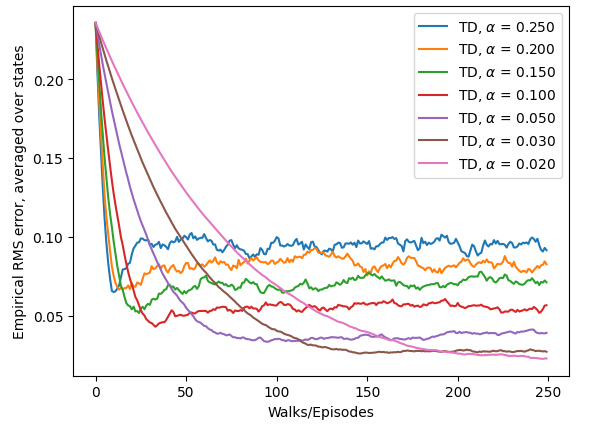 TD, α = 0.250
TD, α = 0.200
TD, α = 0.150
TD, α = 0.100
TD, α = 0.050
TD, α = 0.030
TD, α = 0.020
Empirical RMS error, averaged over states
0.20
0.15
0.10
0.05
0 50 100 150 200 250
Walks/Episodes